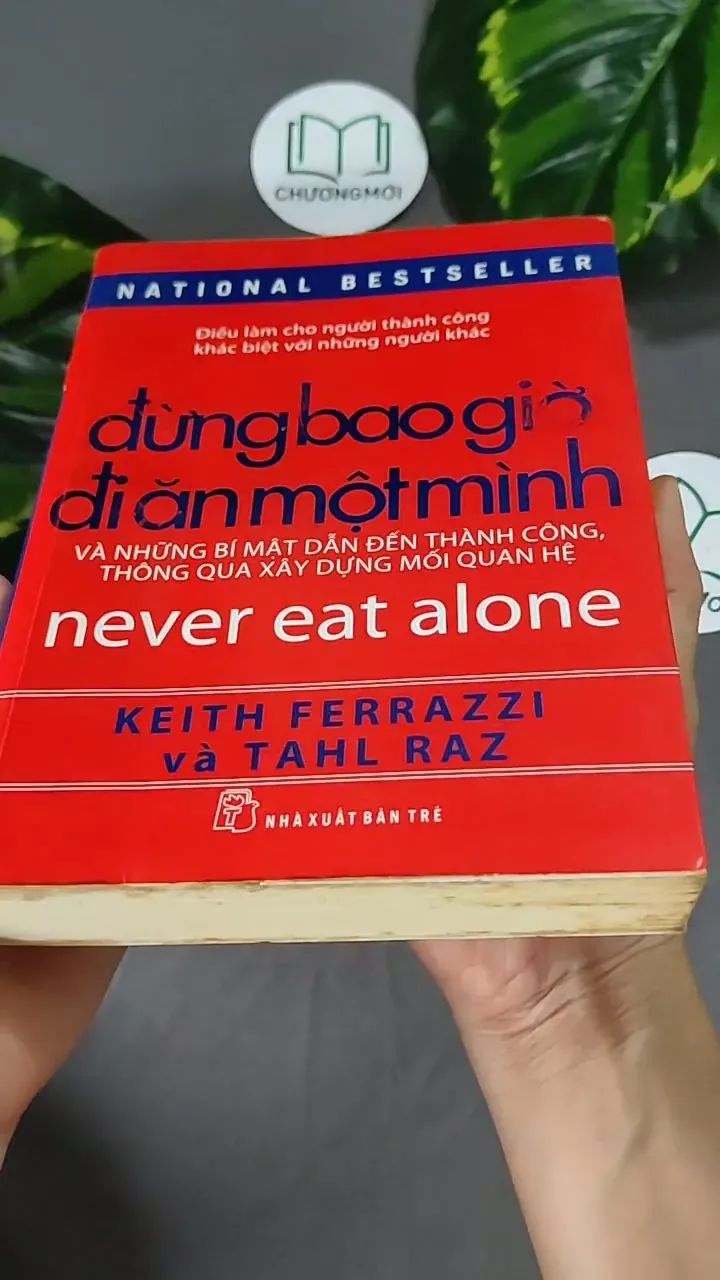 CHƯƠNG MỚI
NATIONAL BESTSELLER
Điều làm cho người thành công
khác biệt với những người khác
đừng bao giờ
đi ăn một mình
VÀ NHỮNG BÍ MẬT DẪN ĐẾN THÀNH CÔNG,
THÔNG QUA XÂY DỰNG MỐI QUAN HỆ
never eat alone
KEITH FERRAZZI
và TAHL RAZ
NHÀ XUẤT BẢN TRẺ